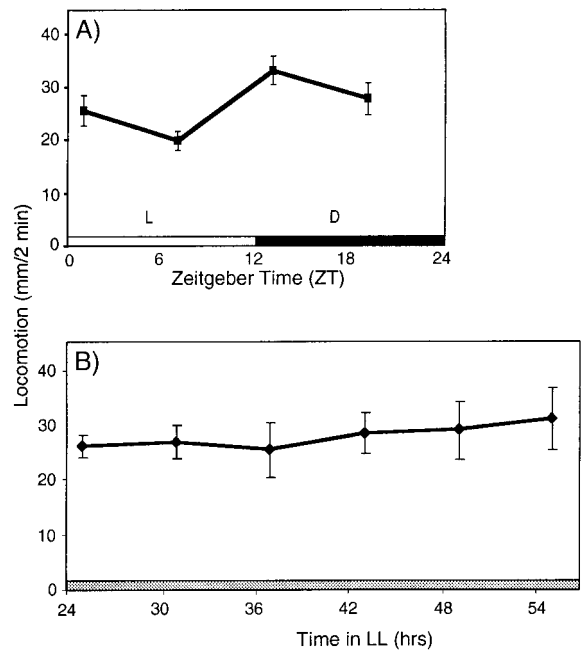 A)
40
30
20
10
0
L D
0 6 12 18 24
Zeitgeber Time (ZT)
Locomotion (mm/2 min)
B)
40
30
20
10
0
24 30 36 42 48 54
Time in LL (hrs)